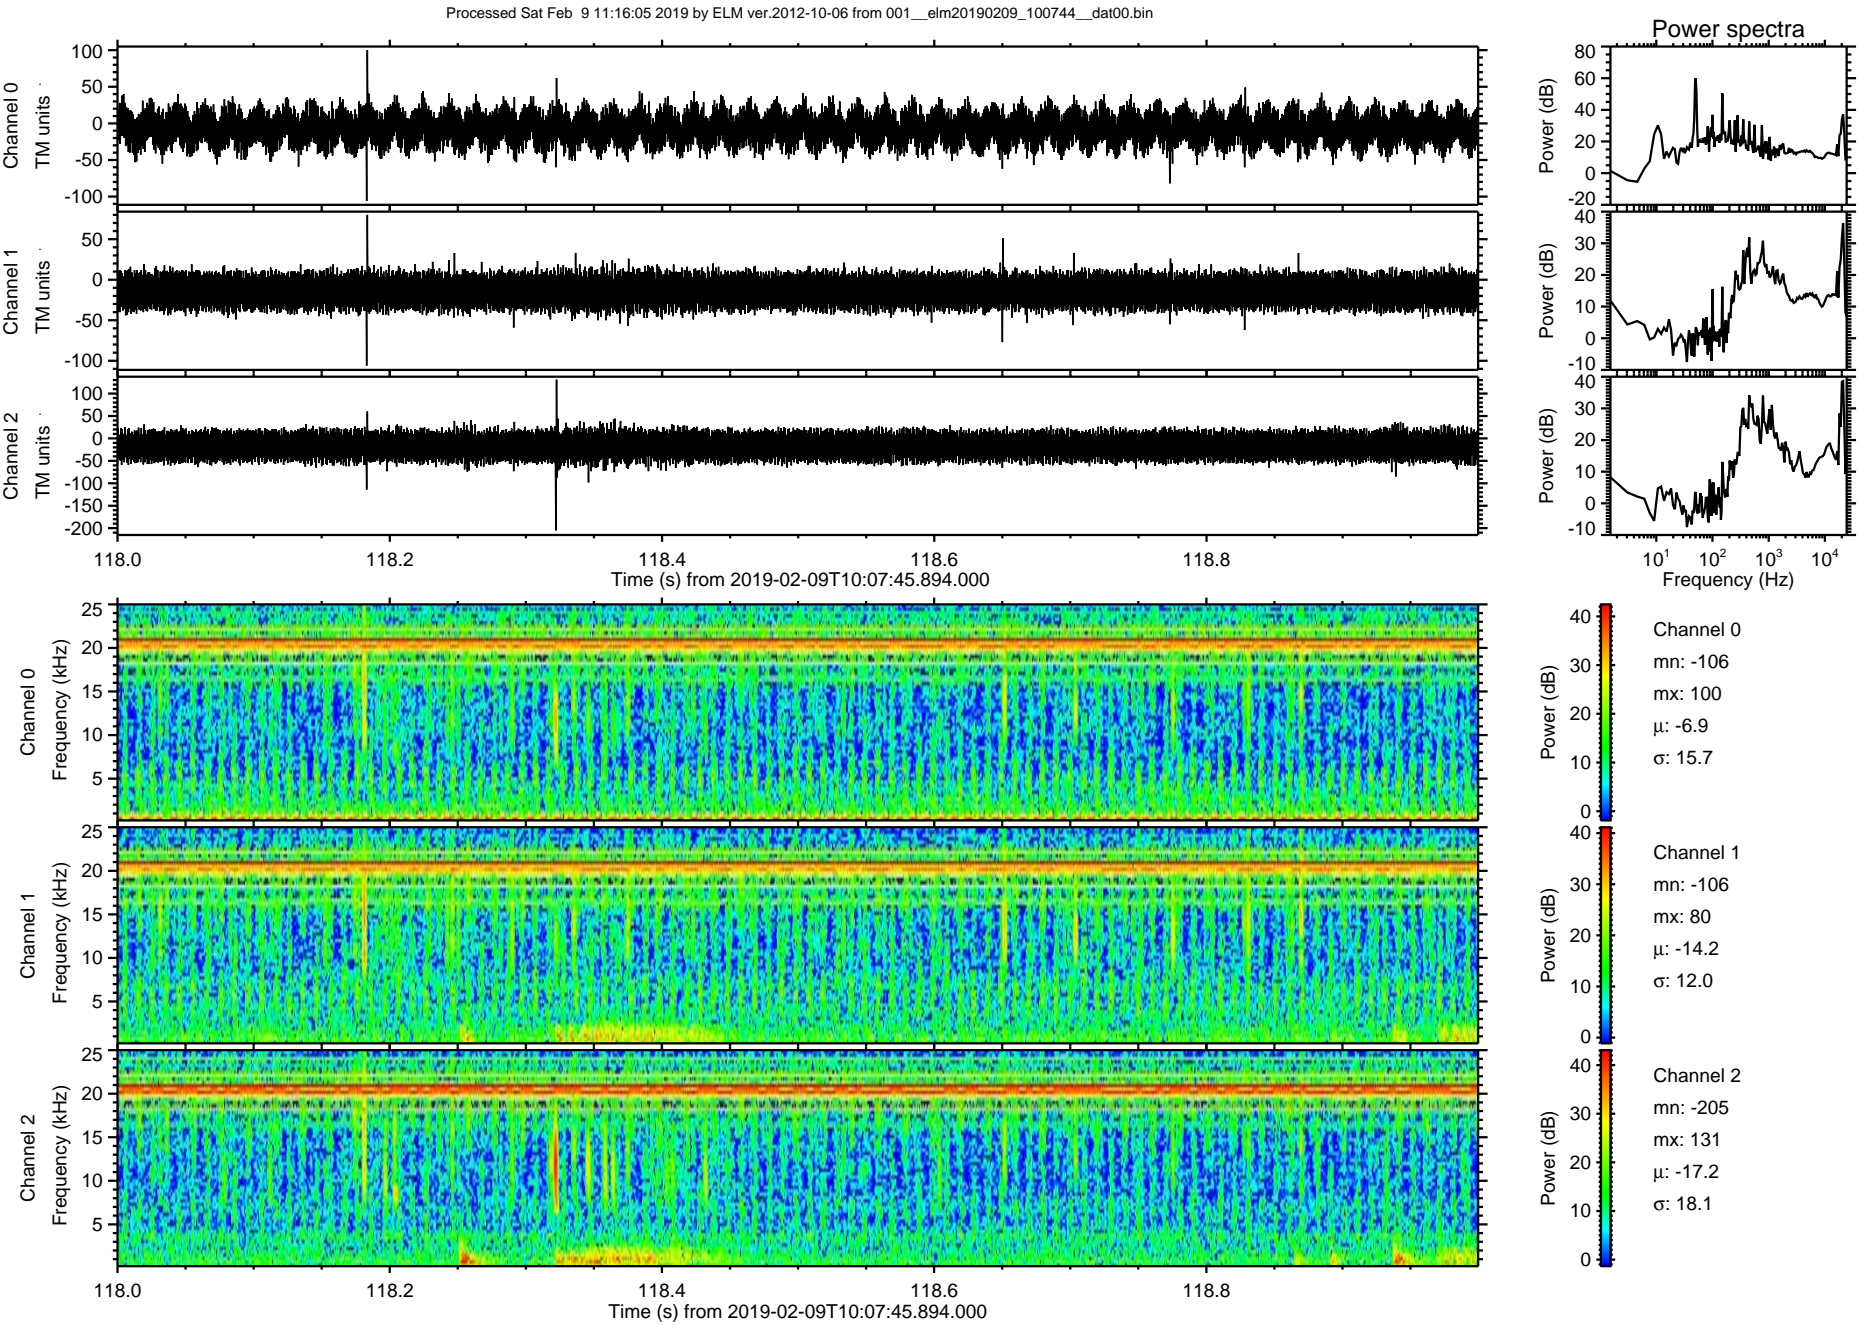 Processed Sat Feb  9 11:16:05 2019 by ELM ver.2012-10-06 from 001__elm20190209_100744__dat00.bin
Power spectra
Channel 0
TM units
100
50
0
-50
-100
Power (dB)
80
60
40
20
0
-20
Channel 1
TM units
50
0
-50
-100
Power (dB)
40
30
20
10
0
-10
Channel 2
TM units
100
50
0
-50
-100
-150
-200
Power (dB)
40
30
20
10
0
-10
118.0 118.2 118.4 118.6 118.8
Time (s) from 2019-02-09T10:07:45.894.000
10¹ 10² 10³ 10⁴
Frequency (Hz)
Channel 0
Frequency (kHz)
25
20
15
10
5
Power (dB)
40
30
20
10
0
Channel 0
mn: -106
mx: 100
μ: -6.9
σ: 15.7
Channel 1
Frequency (kHz)
25
20
15
10
5
Power (dB)
40
30
20
10
0
Channel 1
mn: -106
mx: 80
μ: -14.2
σ: 12.0
Channel 2
Frequency (kHz)
25
20
15
10
5
Power (dB)
40
30
20
10
0
Channel 2
mn: -205
mx: 131
μ: -17.2
σ: 18.1
118.0 118.2 118.4 118.6 118.8
Time (s) from 2019-02-09T10:07:45.894.000